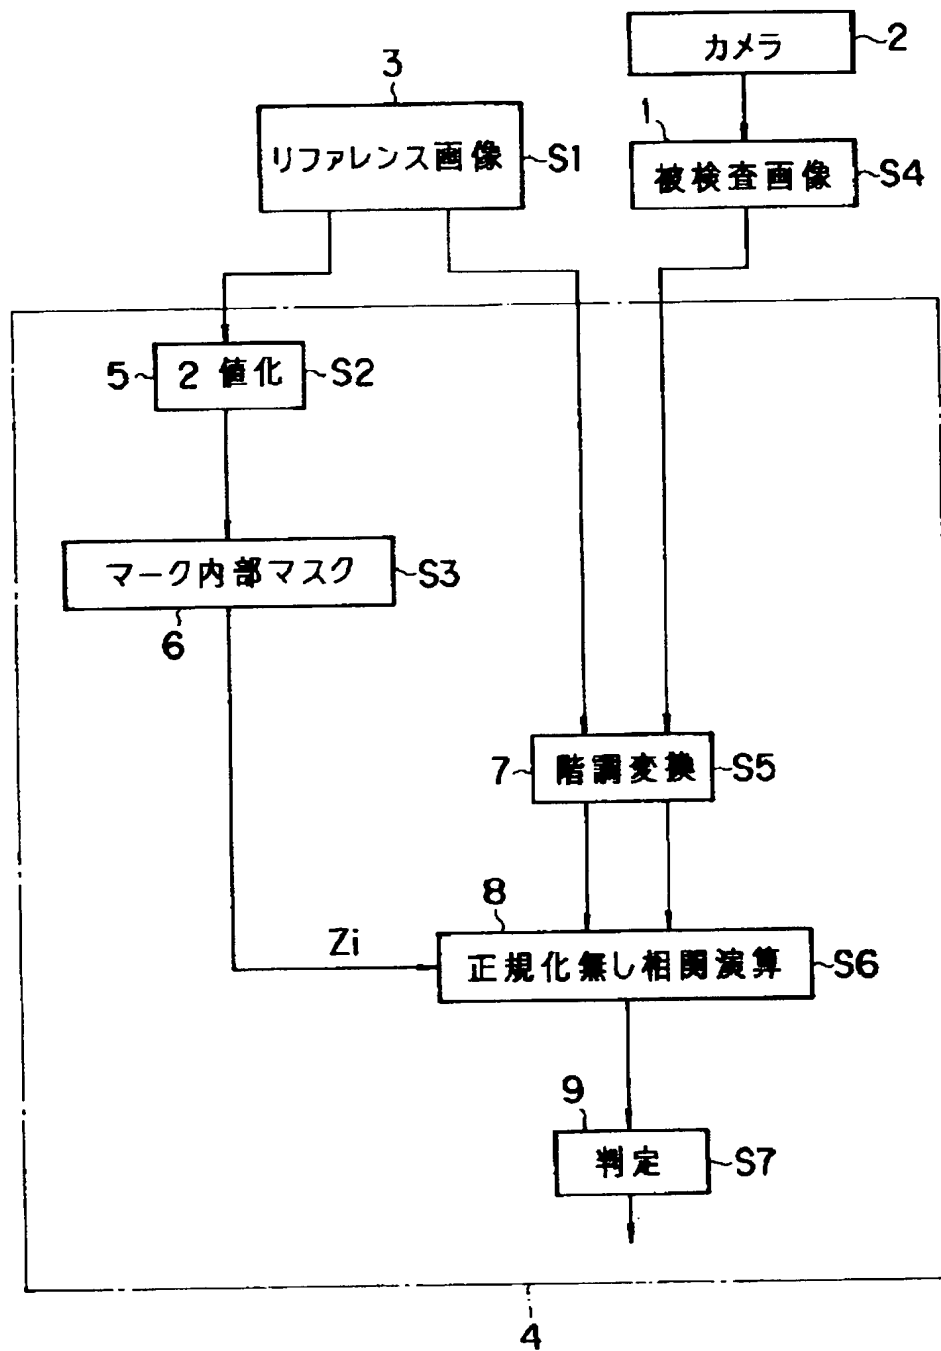 カメラ
2
3
リファレンス画像
S1
1
被検査画像
S4
5
2値化
S2
マーク内部マスク
S3
6
7
階調変換
S5
8
Zi
正規化無し相関演算
S6
9
判定
S7
4